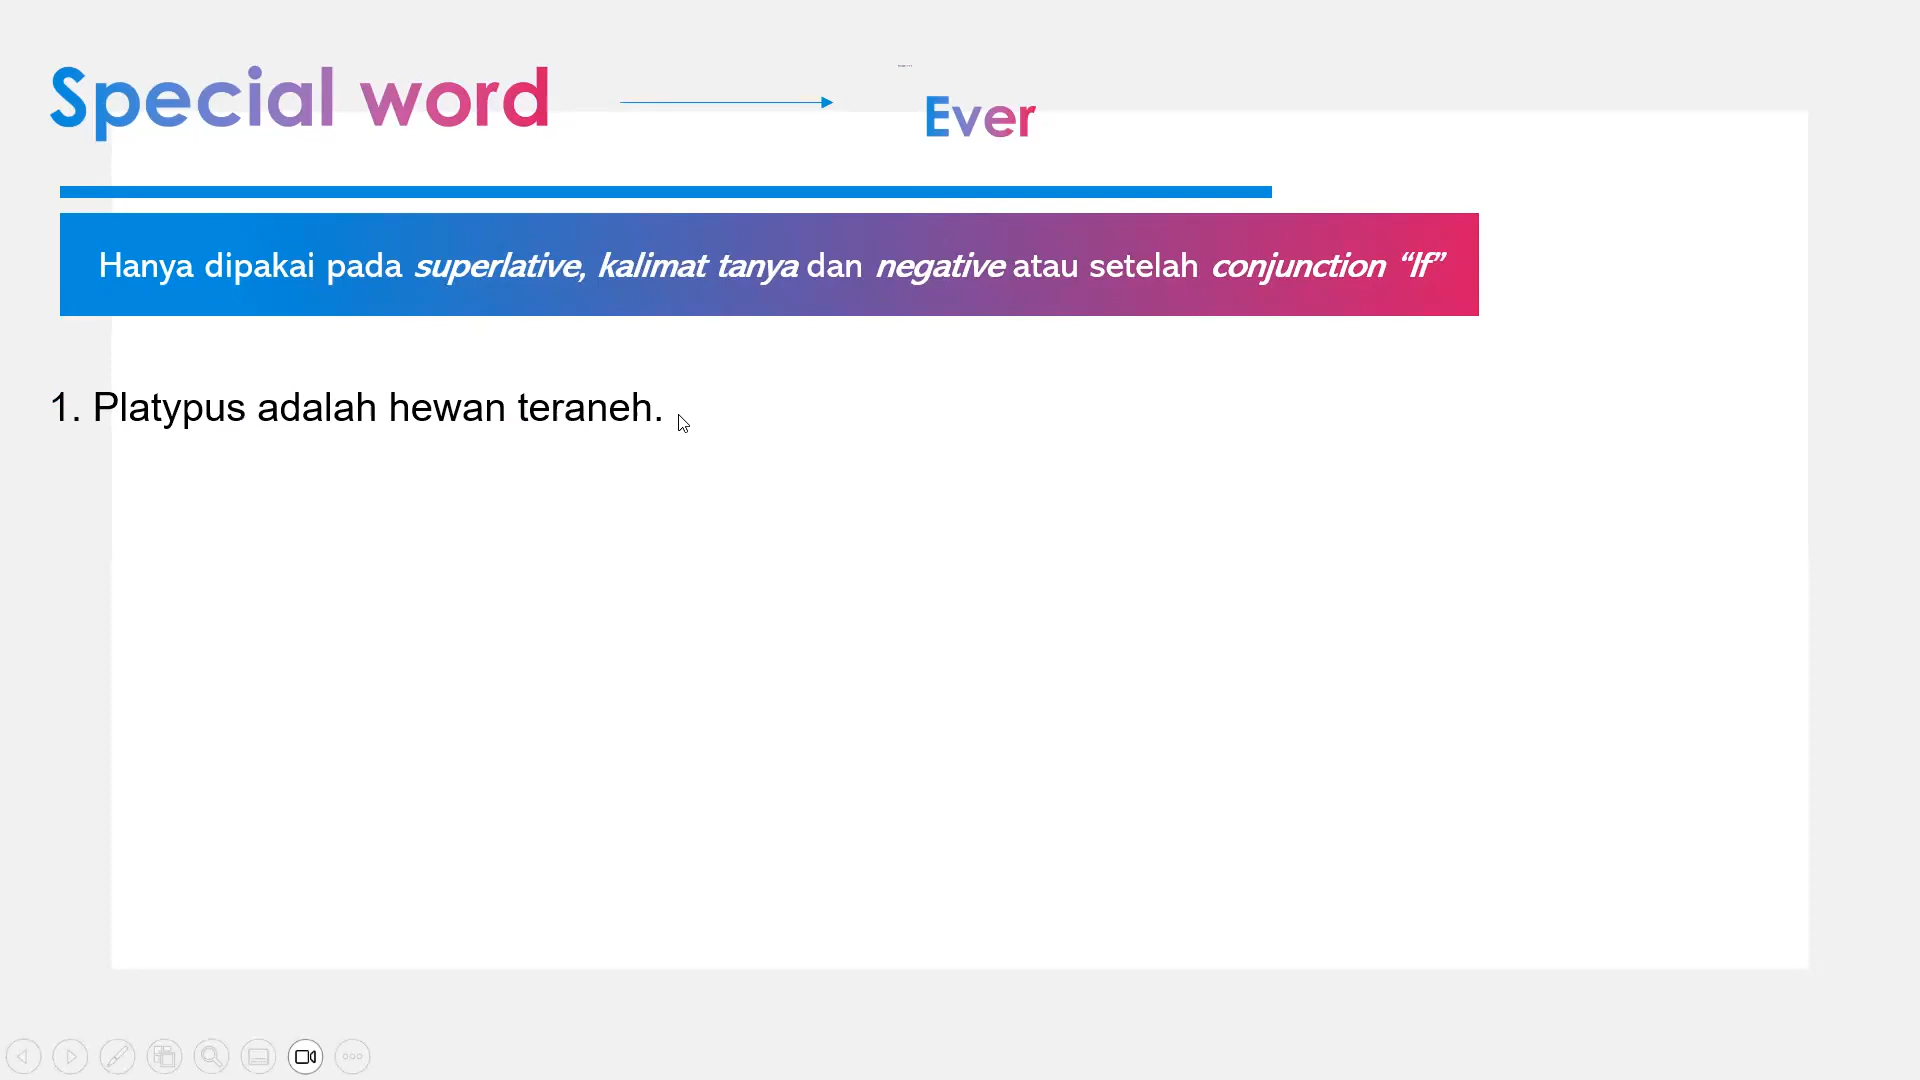 Special word
Ever
Hanya dipakai pada superlative, kalimat tanya dan negative atau setelah conjunction “If”
1. Platypus adalah hewan teraneh.